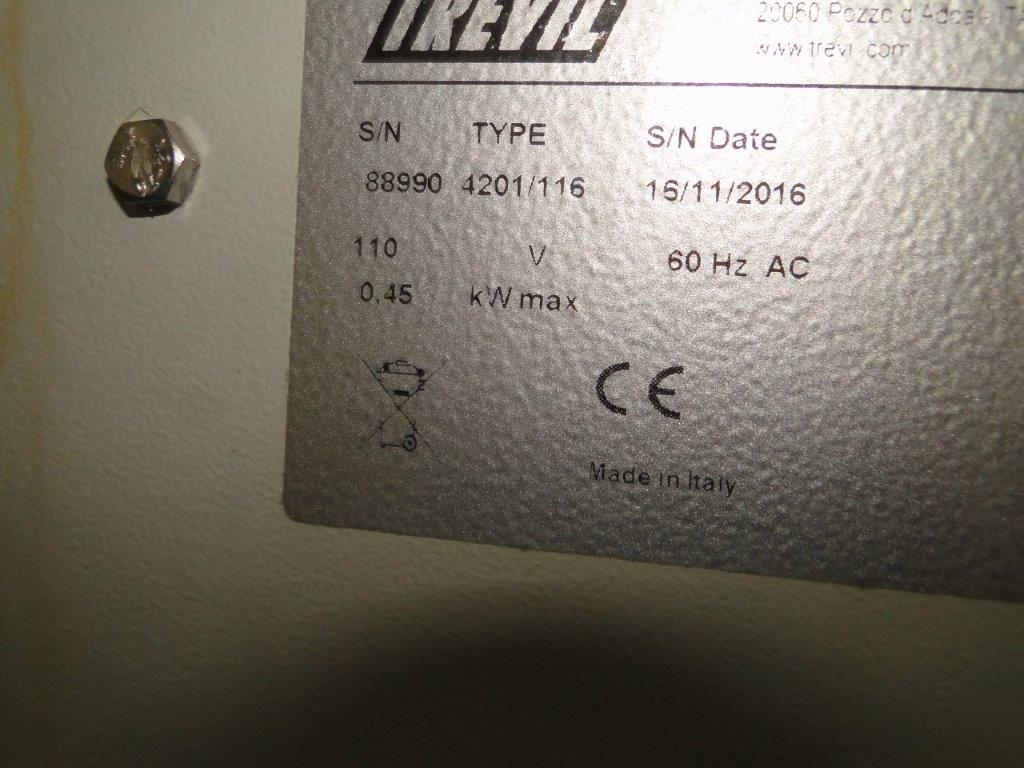 TREVIL
20060 Pozzo d'Adda
www.trevil.com
S/N TYPE S/N Date
88990 4201/116 16/11/2016
110 V 60 Hz AC
0,45 kW max
CE
Made in Italy